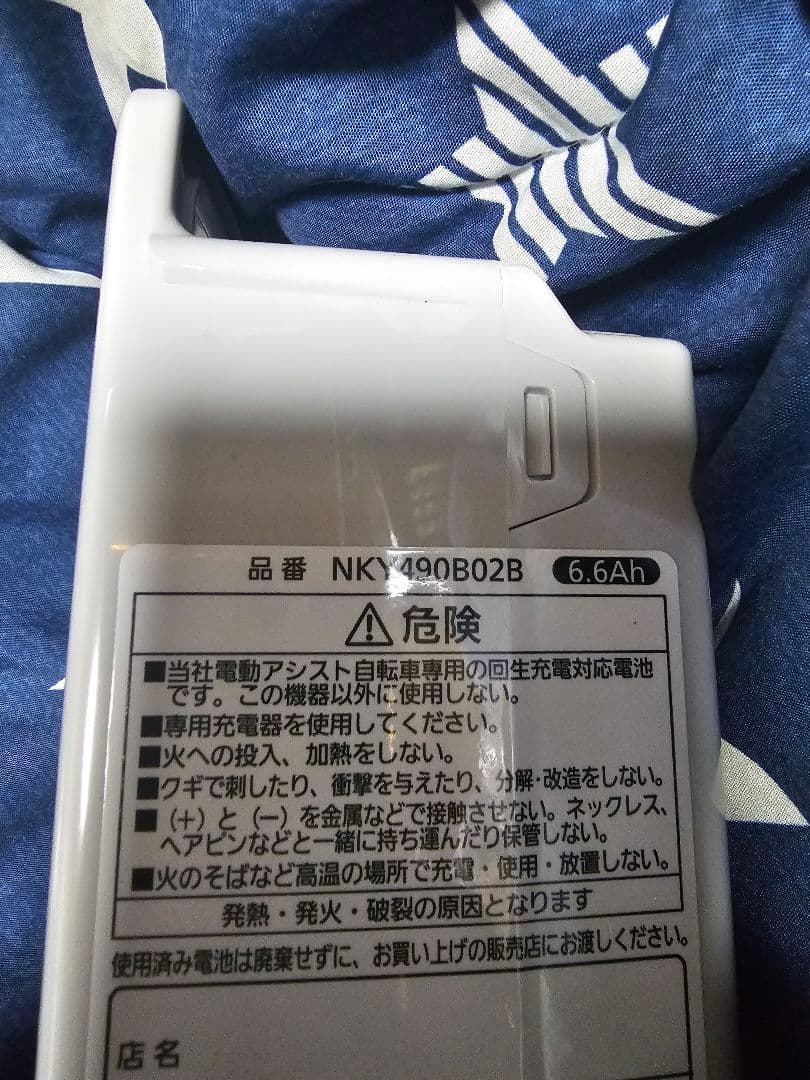 品番 NKY490B02B 6.6Ah
⚠危険
■当社電動アシスト自転車専用の回生充電対応電池
です。この機器以外に使用しない。
■専用充電器を使用してください。
■火への投入、加熱をしない。
■クギで刺したり、衝撃を与えたり、分解・改造をしない。
■(+)と(−)を金属などで接触させない。ネックレス、
ヘアピンなどと一緒に持ち運んだり保管しない。
■火のそばなど高温の場所で充電・使用・放置しない。
発熱・発火・破裂の原因となります
使用済み電池は廃棄せずに、お買い上げの販売店にお渡しください。
店名